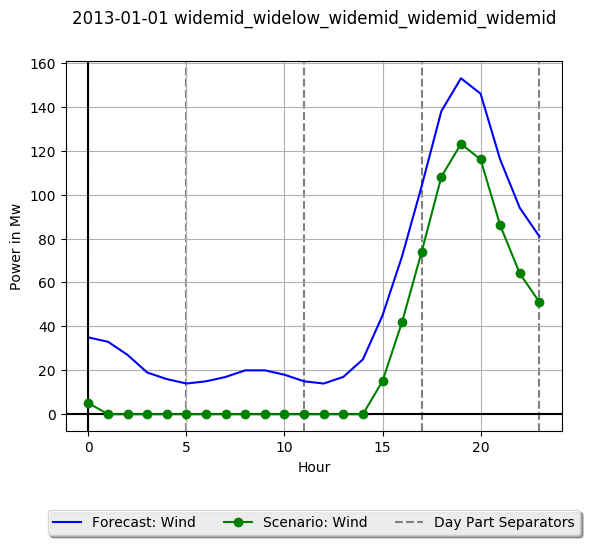 2013-01-01 widemid_widelow_widemid_widemid_widemid
160
140
120
100
80
60
40
20
0
Power in Mw
0 5 10 15 20
Hour
Forecast: Wind Scenario: Wind Day Part Separators